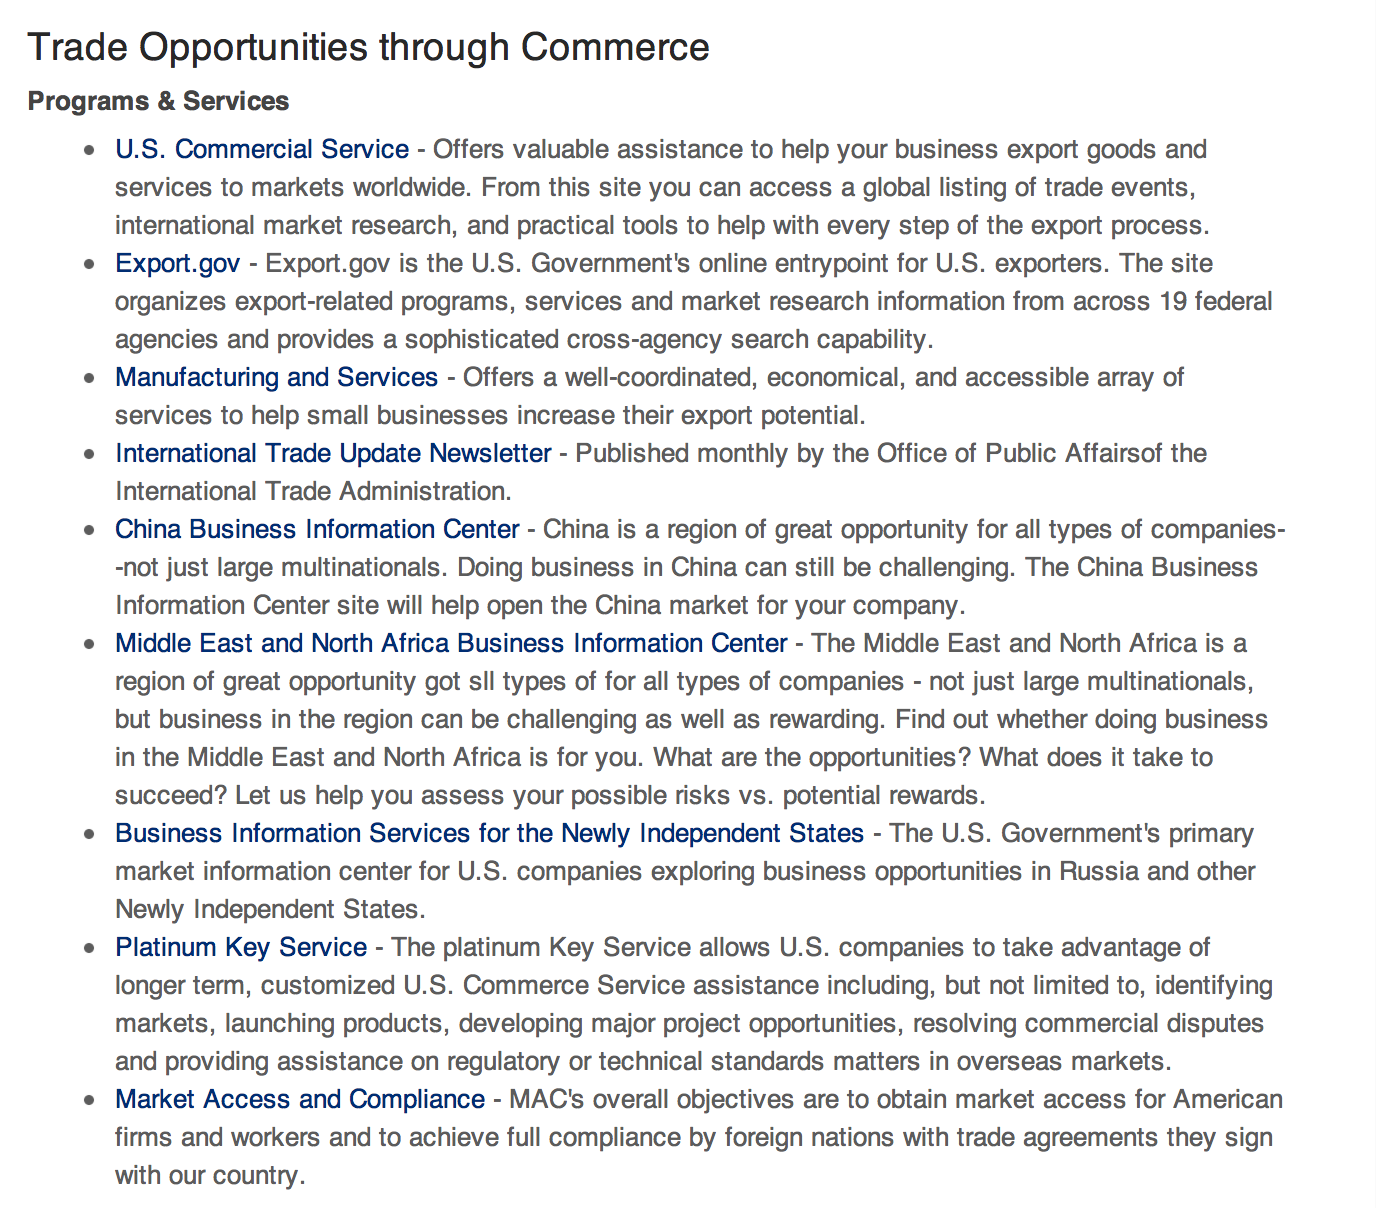 Trade Opportunities through Commerce
Programs & Services
• U.S. Commercial Service - Offers valuable assistance to help your business export goods and
services to markets worldwide. From this site you can access a global listing of trade events,
international market research, and practical tools to help with every step of the export process.
• Export.gov - Export.gov is the U.S. Government's online entrypoint for U.S. exporters. The site
organizes export-related programs, services and market research information from across 19 federal
agencies and provides a sophisticated cross-agency search capability.
• Manufacturing and Services - Offers a well-coordinated, economical, and accessible array of
services to help small businesses increase their export potential.
• International Trade Update Newsletter - Published monthly by the Office of Public Affairsof the
International Trade Administration.
• China Business Information Center - China is a region of great opportunity for all types of companies-
-not just large multinationals. Doing business in China can still be challenging. The China Business
Information Center site will help open the China market for your company.
• Middle East and North Africa Business Information Center - The Middle East and North Africa is a
region of great opportunity got sll types of for all types of companies - not just large multinationals,
but business in the region can be challenging as well as rewarding. Find out whether doing business
in the Middle East and North Africa is for you. What are the opportunities? What does it take to
succeed? Let us help you assess your possible risks vs. potential rewards.
• Business Information Services for the Newly Independent States - The U.S. Government's primary
market information center for U.S. companies exploring business opportunities in Russia and other
Newly Independent States.
• Platinum Key Service - The platinum Key Service allows U.S. companies to take advantage of
longer term, customized U.S. Commerce Service assistance including, but not limited to, identifying
markets, launching products, developing major project opportunities, resolving commercial disputes
and providing assistance on regulatory or technical standards matters in overseas markets.
• Market Access and Compliance - MAC's overall objectives are to obtain market access for American
firms and workers and to achieve full compliance by foreign nations with trade agreements they sign
with our country.